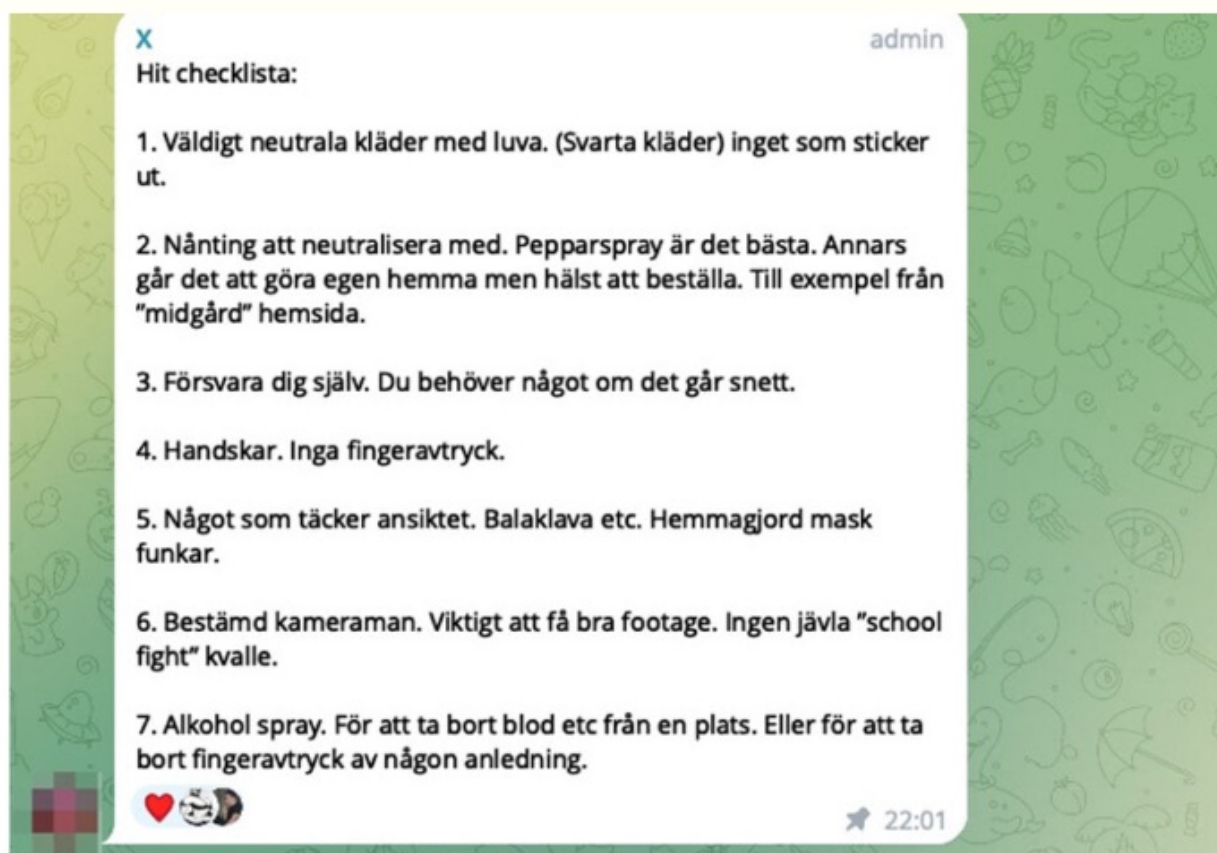 X
admin
Hit checklista:
1. Väldigt neutrala kläder med luva. (Svarta kläder) inget som sticker
ut.
2. Nånting att neutralisera med. Pepparspray är det bästa. Annars
går det att göra egen hemma men hälst att beställa. Till exempel från
"midgård" hemsida.
3. Försvara dig själv. Du behöver något om det går snett.
4. Handskar. Inga fingeravtryck.
5. Något som täcker ansiktet. Balaklava etc. Hemmagjord mask
funkar.
6. Bestämd kameraman. Viktigt att få bra footage. Ingen jävla "school
fight" kvalle.
7. Alkohol spray. För att ta bort blod etc från en plats. Eller för att ta
bort fingeravtryck av någon anledning.
22:01